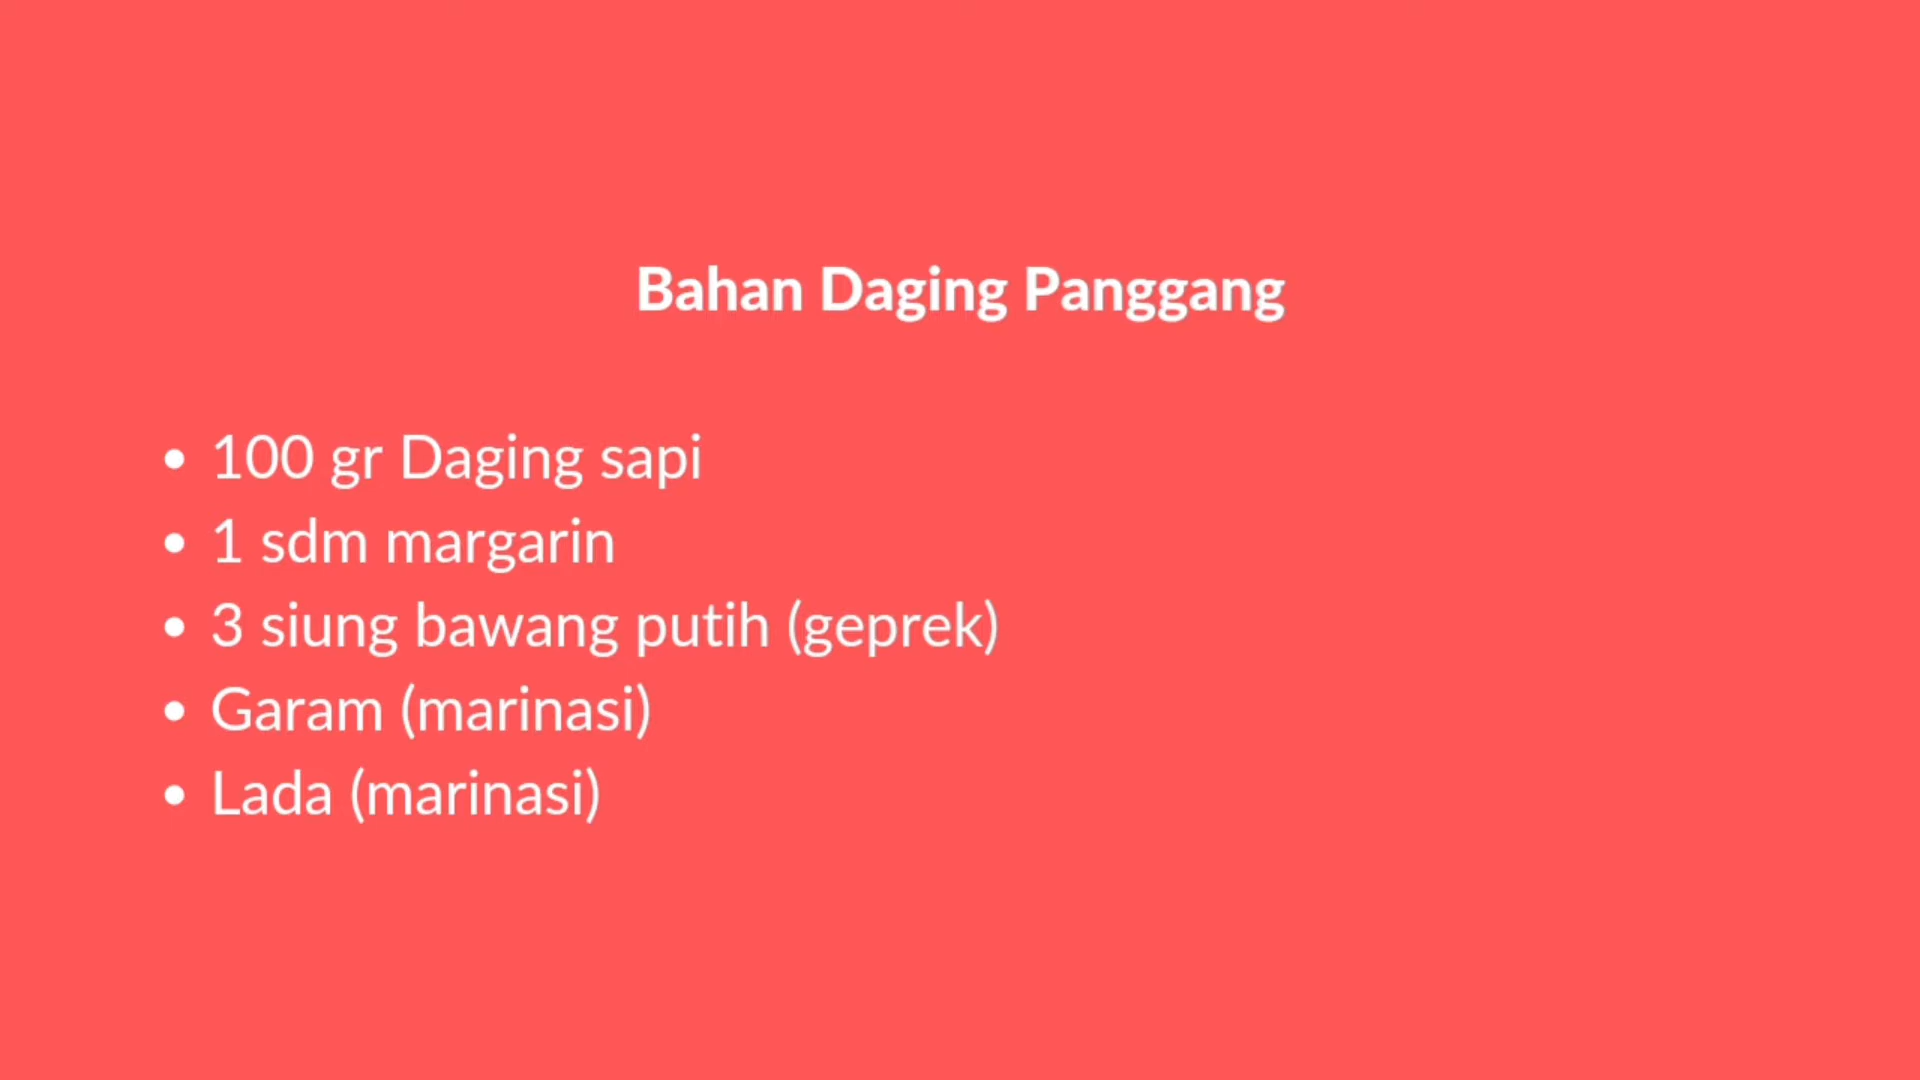 Bahan Daging Panggang
• 100 gr Daging sapi
• 1 sdm margarin
• 3 siung bawang putih (geprek)
• Garam (marinasi)
• Lada (marinasi)